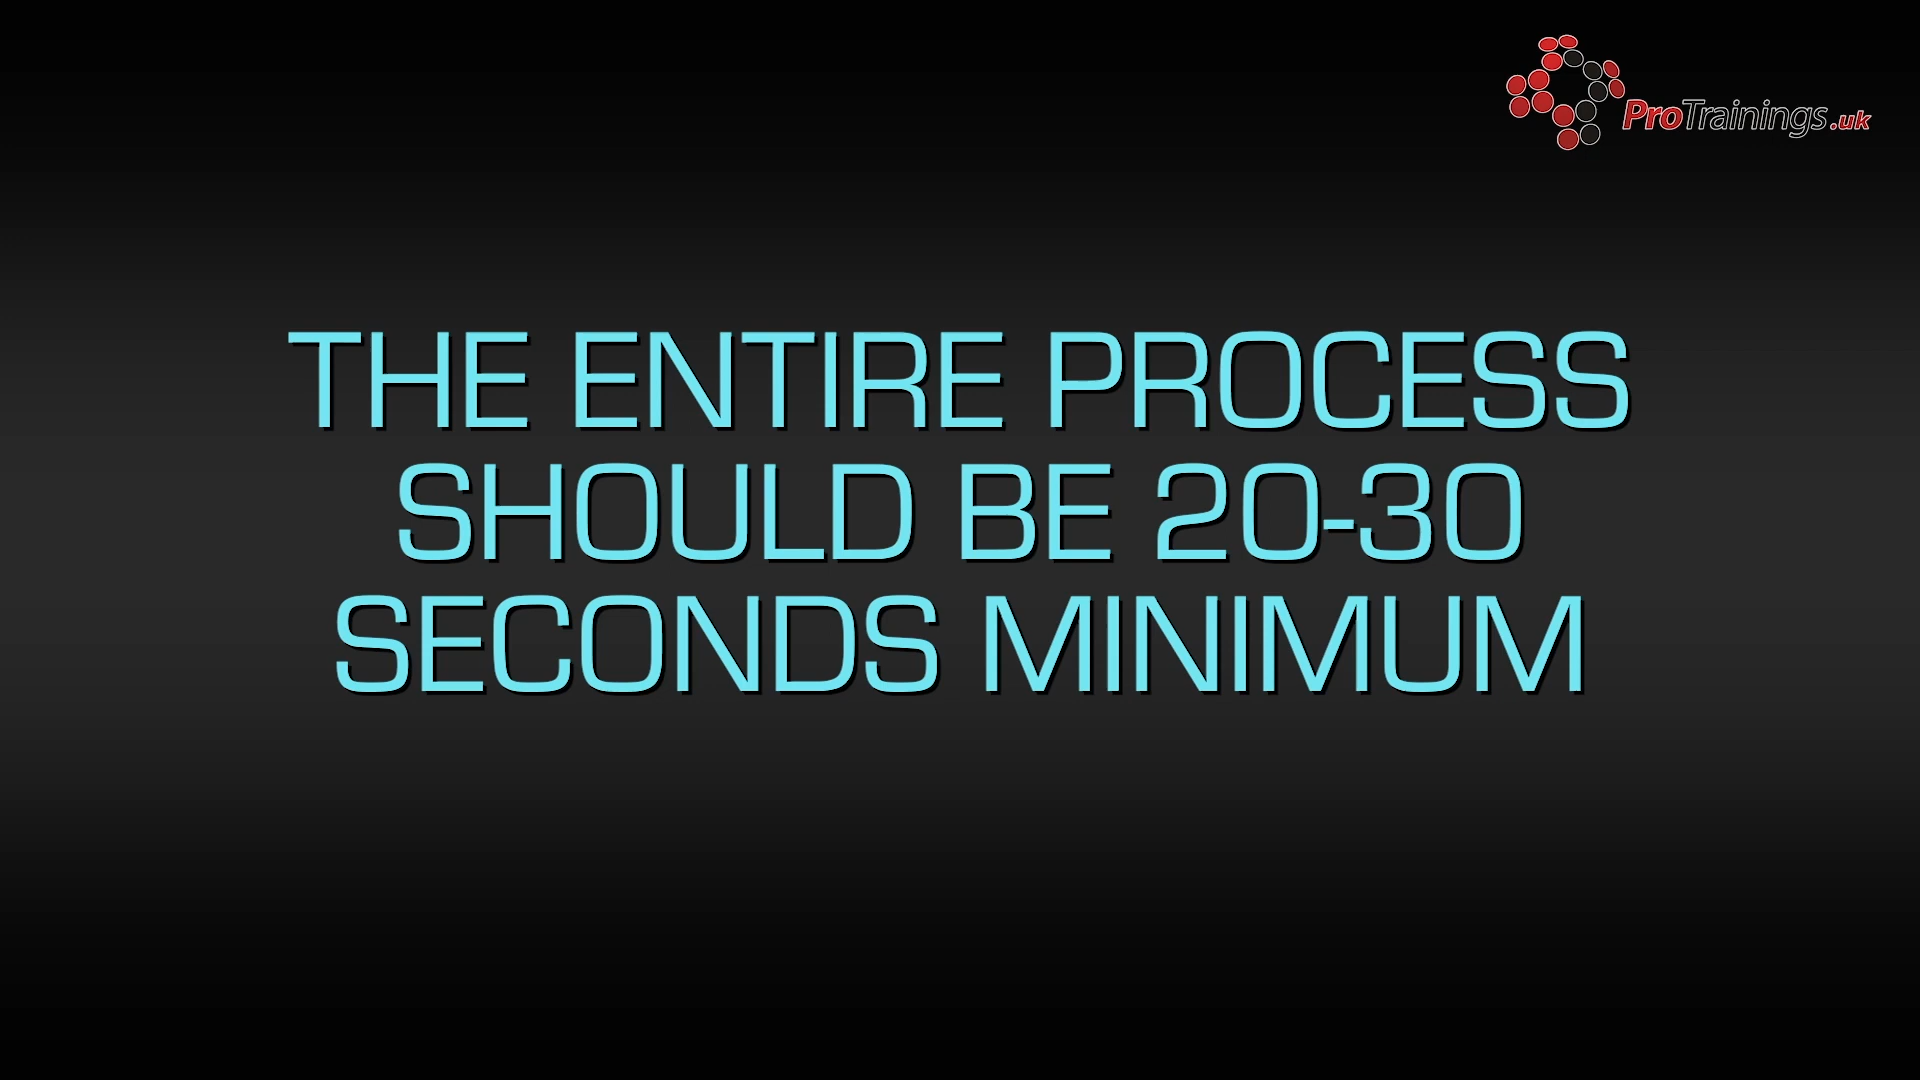 ProTrainings.uk
THE ENTIRE PROCESS
SHOULD BE 20-30
SECONDS MINIMUM